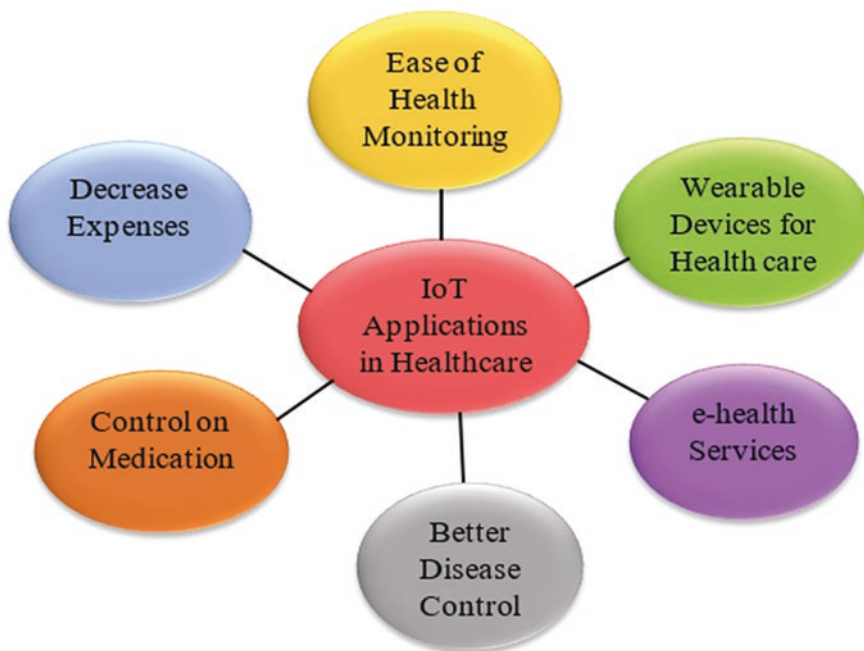 Ease of
Health
Monitoring
Decrease
Expenses
Wearable
Devices for
Health care
IoT
Applications
in Healthcare
Control on
Medication
e-health
Services
Better
Disease
Control